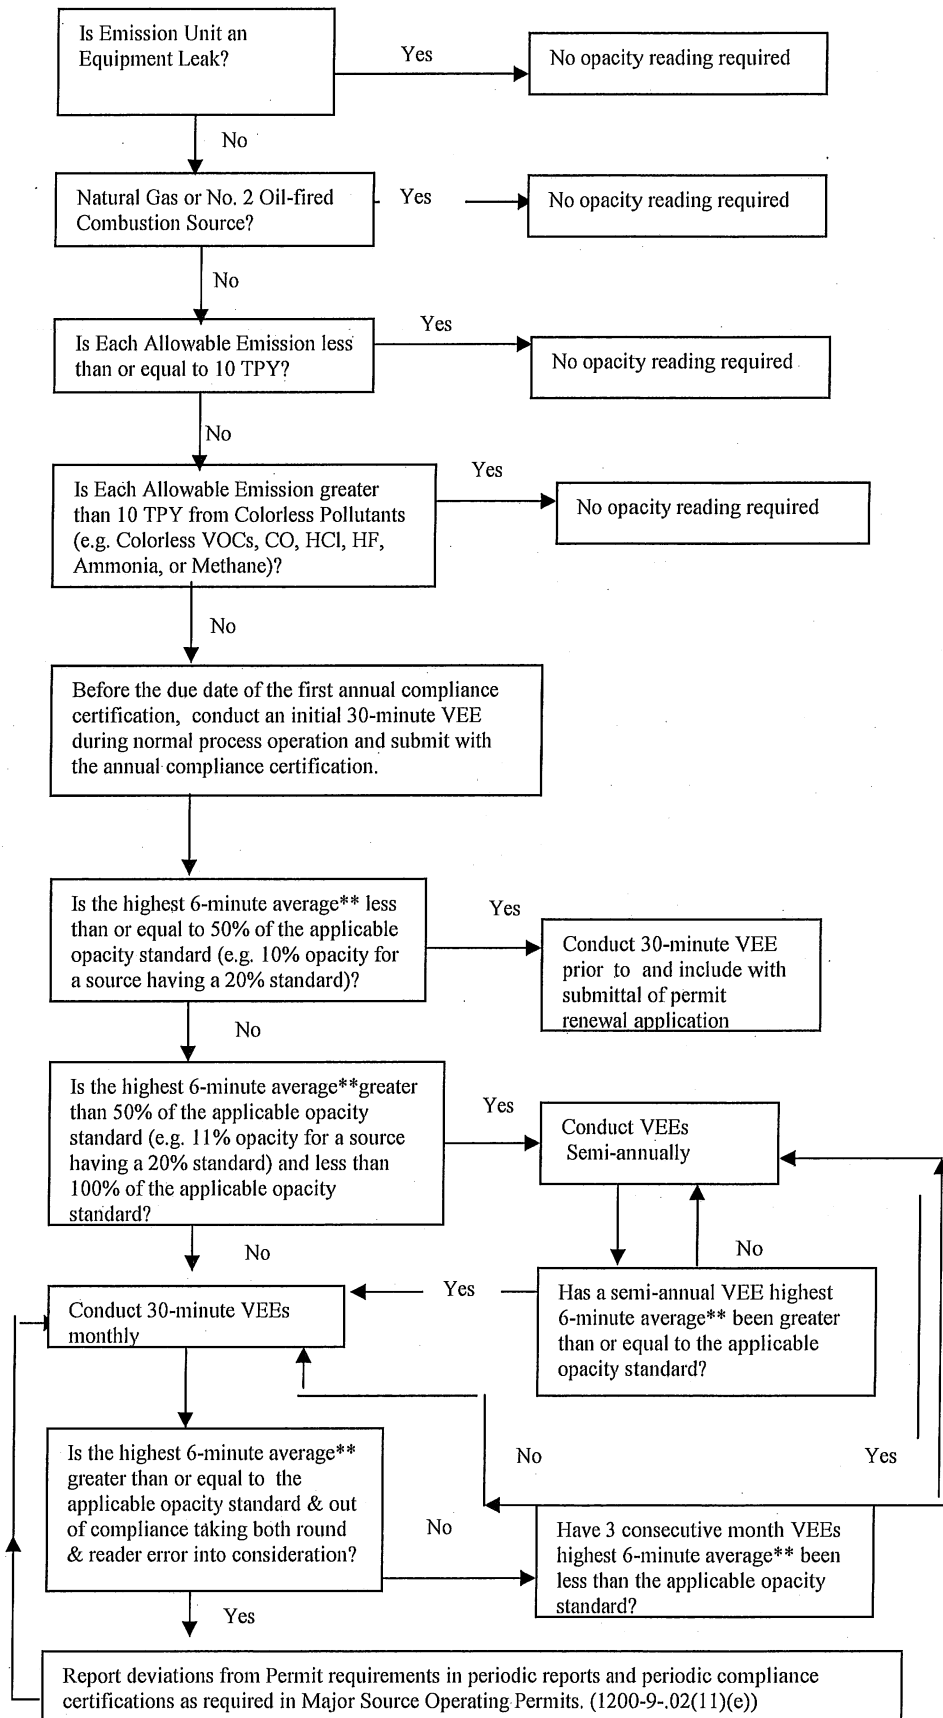 Is Emission Unit an
Equipment Leak?
Yes
No opacity reading required
No
Natural Gas or No. 2 Oil-fired
Combustion Source?
Yes
No opacity reading required
No
Is Each Allowable Emission less
than or equal to 10 TPY?
Yes
No opacity reading required
No
Is Each Allowable Emission greater
than 10 TPY from Colorless Pollutants
(e.g. Colorless VOCs, CO, HCl, HF,
Ammonia, or Methane)?
Yes
No opacity reading required
No
Before the due date of the first annual compliance
certification, conduct an initial 30-minute VEE
during normal process operation and submit with
the annual compliance certification.
Is the highest 6-minute average** less
than or equal to 50% of the applicable
opacity standard (e.g. 10% opacity for
a source having a 20% standard)?
Yes
Conduct 30-minute VEE
prior to and include with
submittal of permit
renewal application
No
Is the highest 6-minute average**greater
than 50% of the applicable opacity
standard (e.g. 11% opacity for a source
having a 20% standard) and less than
100% of the applicable opacity
standard?
Yes
Conduct VEEs
Semi-annually
No
No
Conduct 30-minute VEEs
monthly
Yes
Has a semi-annual VEE highest
6-minute average** been greater
than or equal to the applicable
opacity standard?
Is the highest 6-minute average**
greater than or equal to the
applicable opacity standard & out
of compliance taking both round
& reader error into consideration?
No
No
Yes
Have 3 consecutive month VEEs
highest 6-minute average** been
less than the applicable opacity
standard?
Yes
Report deviations from Permit requirements in periodic reports and periodic compliance
certifications as required in Major Source Operating Permits. (1200-9-.02(11)(e))